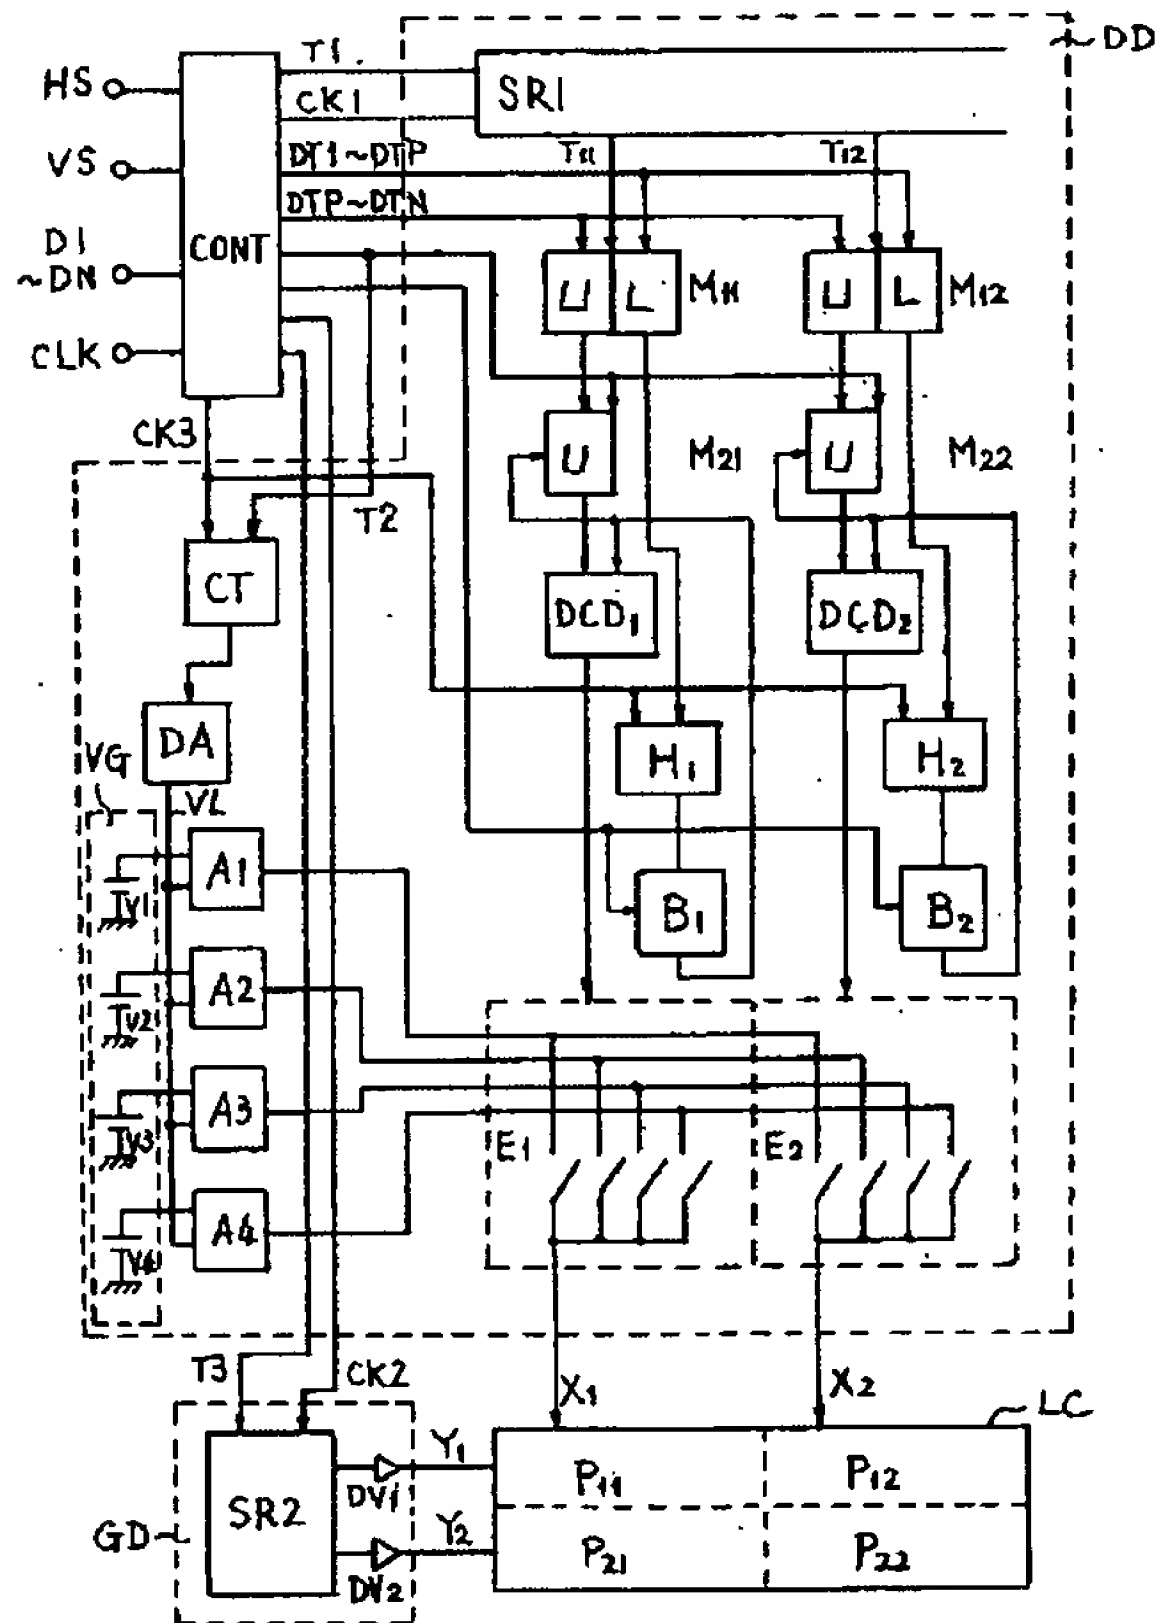 T1
DD
HS
SR1
CK1
VS
DT1~DTP
T11
T12
DTP~DTN
D1
~DN
CONT
U
L
M11
U
L
M12
CLK
CK3
U
M21
U
M22
T2
CT
DCD1
DCD2
DA
VG
H1
H2
VL
A1
V1
B1
B2
A2
V2
A3
V3
E1
E2
A4
V4
T3
CK2
X1
X2
LC
Y1
P11
P12
DV1
SR2
GD
Y2
P21
P22
DV2